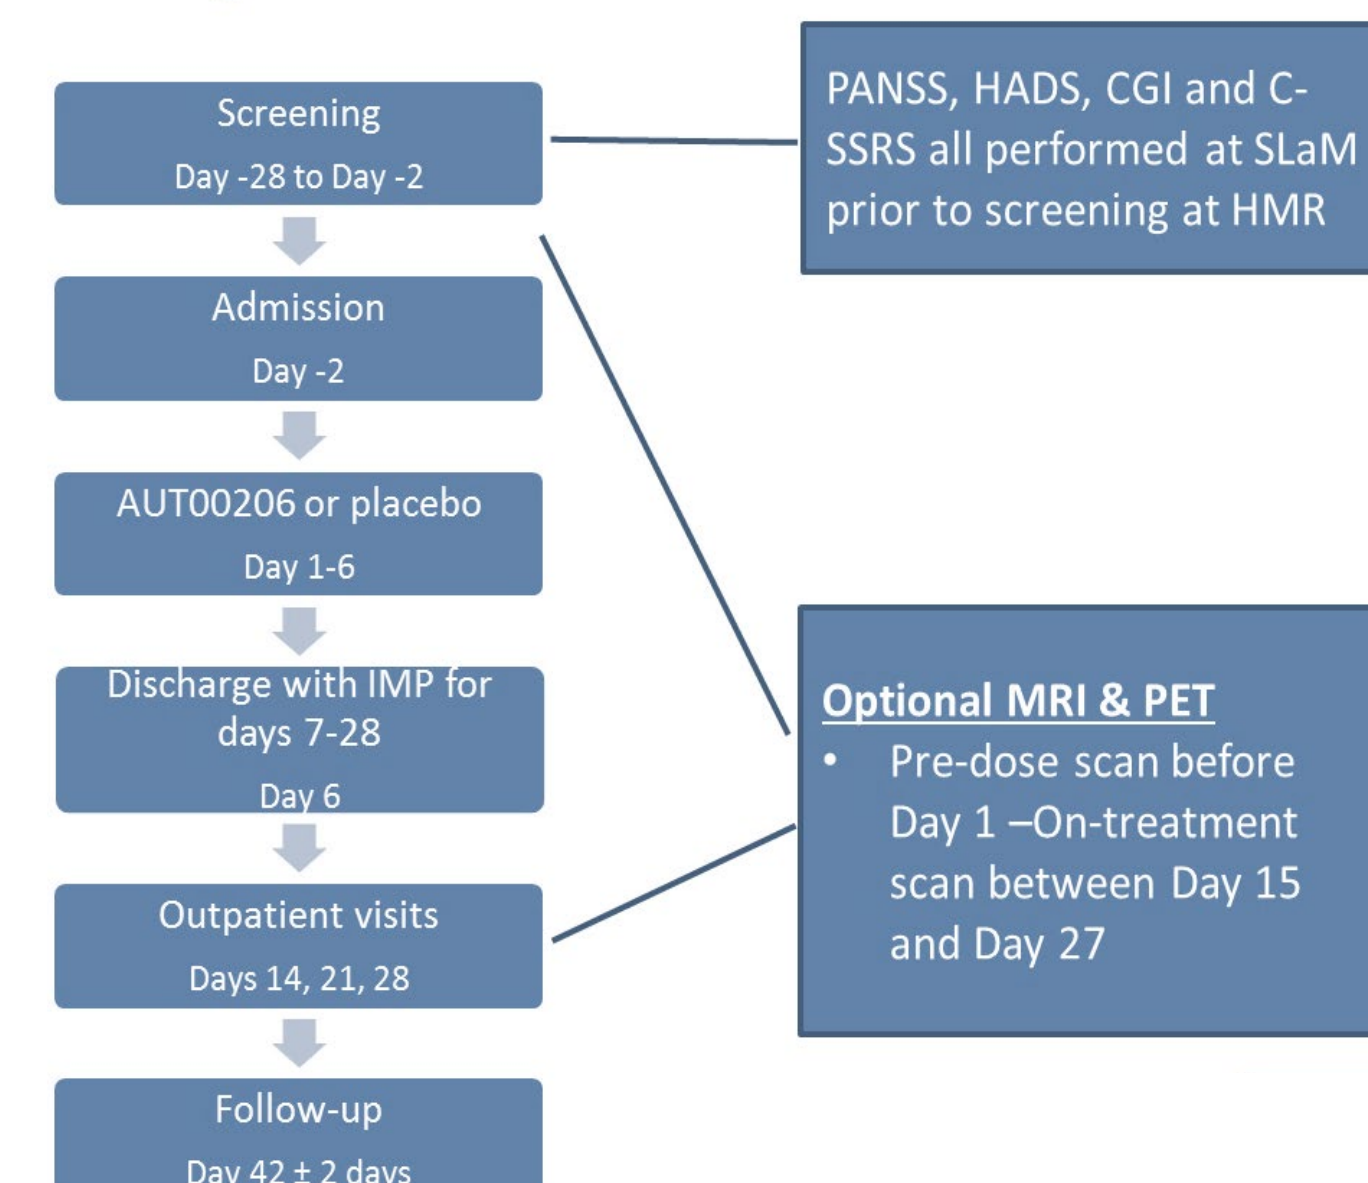 Screening
Day -28 to Day -2
Admission
Day -2
AUT00206 or placebo
Day 1-6
Discharge with IMP for
days 7-28
Day 6
Outpatient visits
Days 14, 21, 28
Follow-up
Day 42 ± 2 days
PANSS, HADS, CGI and C-
SSRS all performed at SLaM
prior to screening at HMR
Optional MRI & PET
• Pre-dose scan before
Day 1 –On-treatment
scan between Day 15
and Day 27